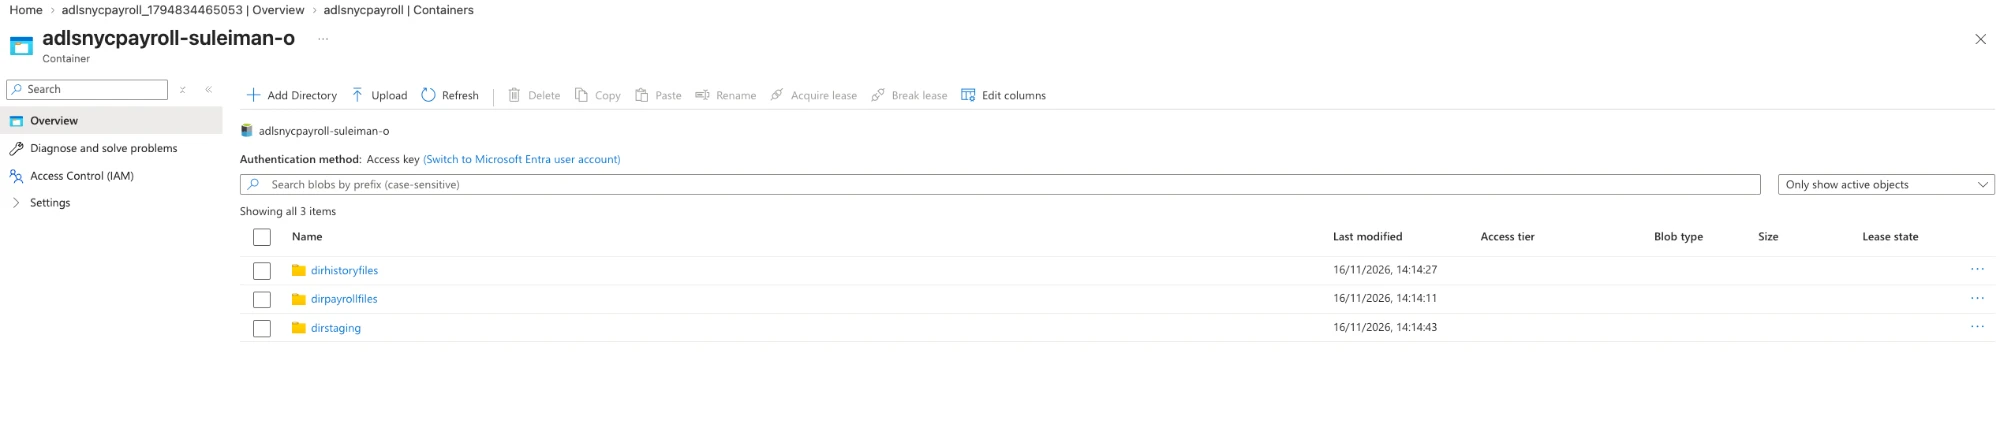 Home > adlsnycpayroll_1794834465053 | Overview > adlsnycpayroll | Containers
adlsnycpayroll-suleiman-o ...
Container
Search
Overview
Diagnose and solve problems
Access Control (IAM)
Settings
Add Directory Upload Refresh Delete Copy Paste Rename Acquire lease Break lease Edit columns
adlsnycpayroll-suleiman-o
Authentication method: Access key (Switch to Microsoft Entra user account)
Search blobs by prefix (case-sensitive) Only show active objects
Showing all 3 items
Name Last modified Access tier Blob type Size Lease state
dirhistoryfiles 16/11/2026, 14:14:27 ...
dirpayrollfiles 16/11/2026, 14:14:11 ...
dirstaging 16/11/2026, 14:14:43 ...